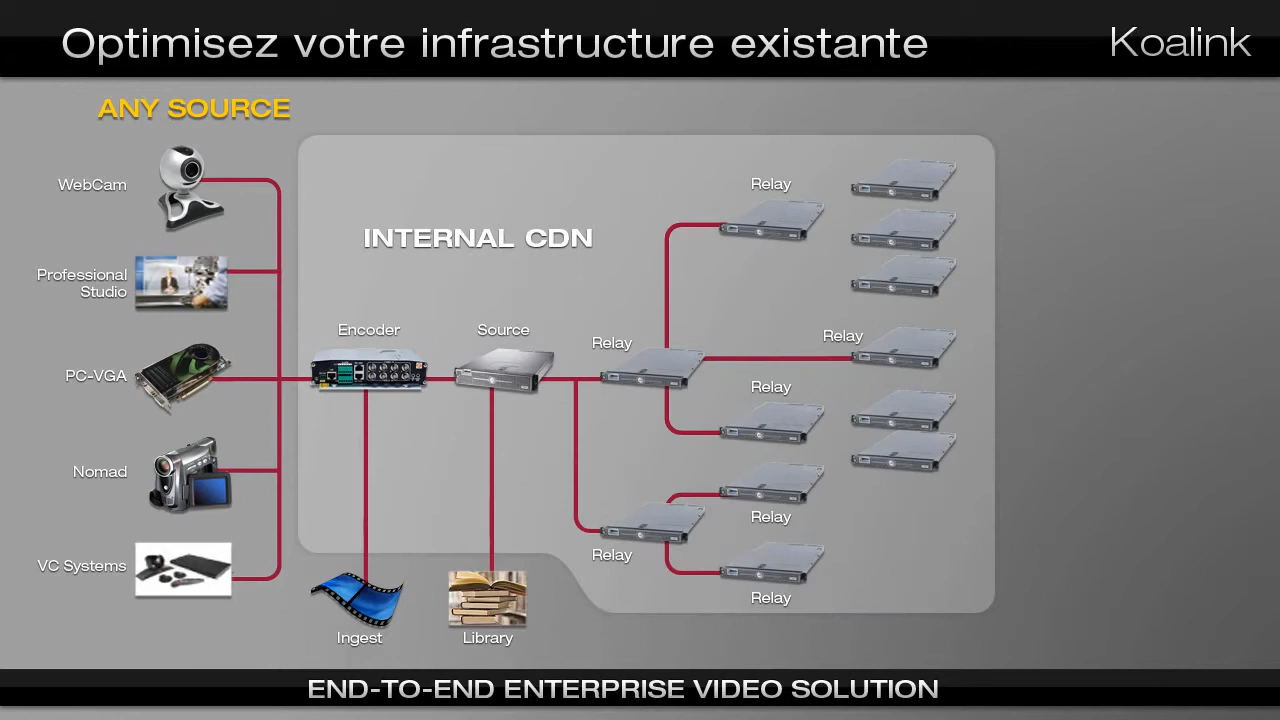 Optimisez votre infrastructure existante
Koalink
ANY SOURCE
WebCam
Professional
Studio
PC-VGA
Nomad
VC Systems
INTERNAL CDN
Encoder
Source
Relay
Relay
Relay
Relay
Relay
Relay
Relay
Ingest
Library
END-TO-END ENTERPRISE VIDEO SOLUTION